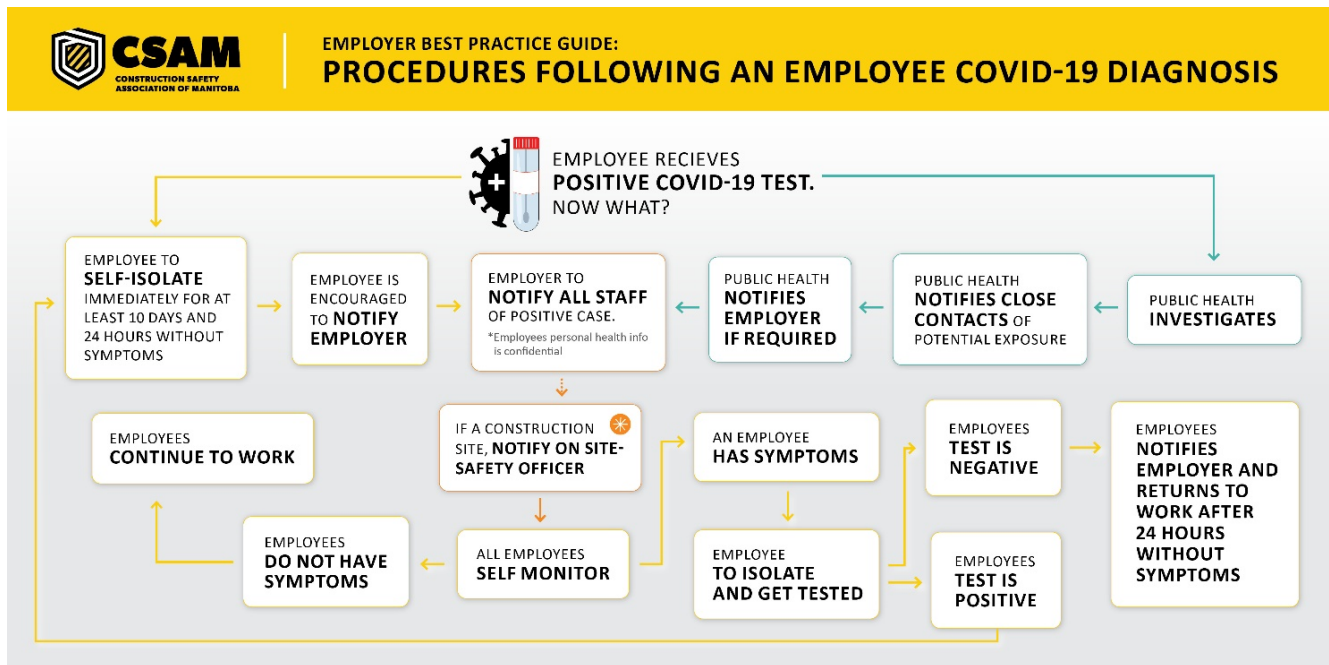 CSAM
CONSTRUCTION SAFETY
ASSOCIATION OF MANITOBA
EMPLOYER BEST PRACTICE GUIDE:
PROCEDURES FOLLOWING AN EMPLOYEE COVID-19 DIAGNOSIS
EMPLOYEE RECIEVES
POSITIVE COVID-19 TEST.
NOW WHAT?
EMPLOYEE TO
SELF-ISOLATE
IMMEDIATELY FOR AT
LEAST 10 DAYS AND
24 HOURS WITHOUT
SYMPTOMS
EMPLOYEE IS
ENCOURAGED
TO NOTIFY
EMPLOYER
EMPLOYER TO
NOTIFY ALL STAFF
OF POSITIVE CASE.
*Employees personal health info
is confidential
PUBLIC HEALTH
NOTIFIES
EMPLOYER
IF REQUIRED
PUBLIC HEALTH
NOTIFIES CLOSE
CONTACTS OF
POTENTIAL EXPOSURE
PUBLIC HEALTH
INVESTIGATES
EMPLOYEES
CONTINUE TO WORK
IF A CONSTRUCTION
SITE, NOTIFY ON SITE-
SAFETY OFFICER
AN EMPLOYEE
HAS SYMPTOMS
EMPLOYEES
TEST IS
NEGATIVE
EMPLOYEES
NOTIFIES
EMPLOYER AND
RETURNS TO
WORK AFTER
24 HOURS
WITHOUT
SYMPTOMS
EMPLOYEES
DO NOT HAVE
SYMPTOMS
ALL EMPLOYEES
SELF MONITOR
EMPLOYEE
TO ISOLATE
AND GET TESTED
EMPLOYEES
TEST IS
POSITIVE